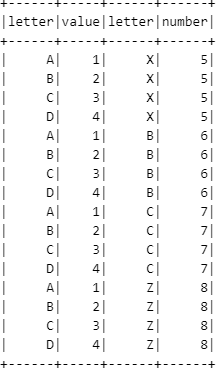 +------+-----+------+------+
|letter|value|letter|number|
+------+-----+------+------+
|     A|    1|     X|     5|
|     B|    2|     X|     5|
|     C|    3|     X|     5|
|     D|    4|     X|     5|
|     A|    1|     B|     6|
|     B|    2|     B|     6|
|     C|    3|     B|     6|
|     D|    4|     B|     6|
|     A|    1|     C|     7|
|     B|    2|     C|     7|
|     C|    3|     C|     7|
|     D|    4|     C|     7|
|     A|    1|     Z|     8|
|     B|    2|     Z|     8|
|     C|    3|     Z|     8|
|     D|    4|     Z|     8|
+------+-----+------+------+